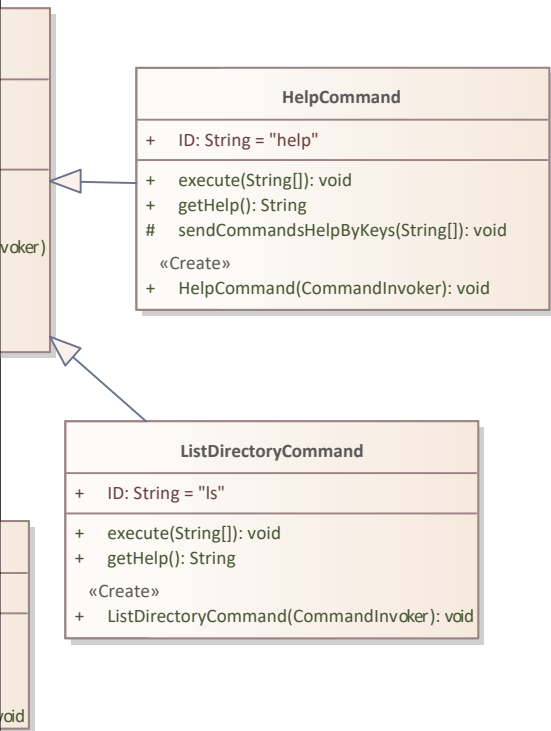 HelpCommand
+ ID: String = "help"
+ execute(String[]): void
+ getHelp(): String
# sendCommandsHelpByKeys(String[]): void
«Create»
+ HelpCommand(CommandInvoker): void
voker)
ListDirectoryCommand
+ ID: String = "ls"
+ execute(String[]): void
+ getHelp(): String
«Create»
+ ListDirectoryCommand(CommandInvoker): void
void